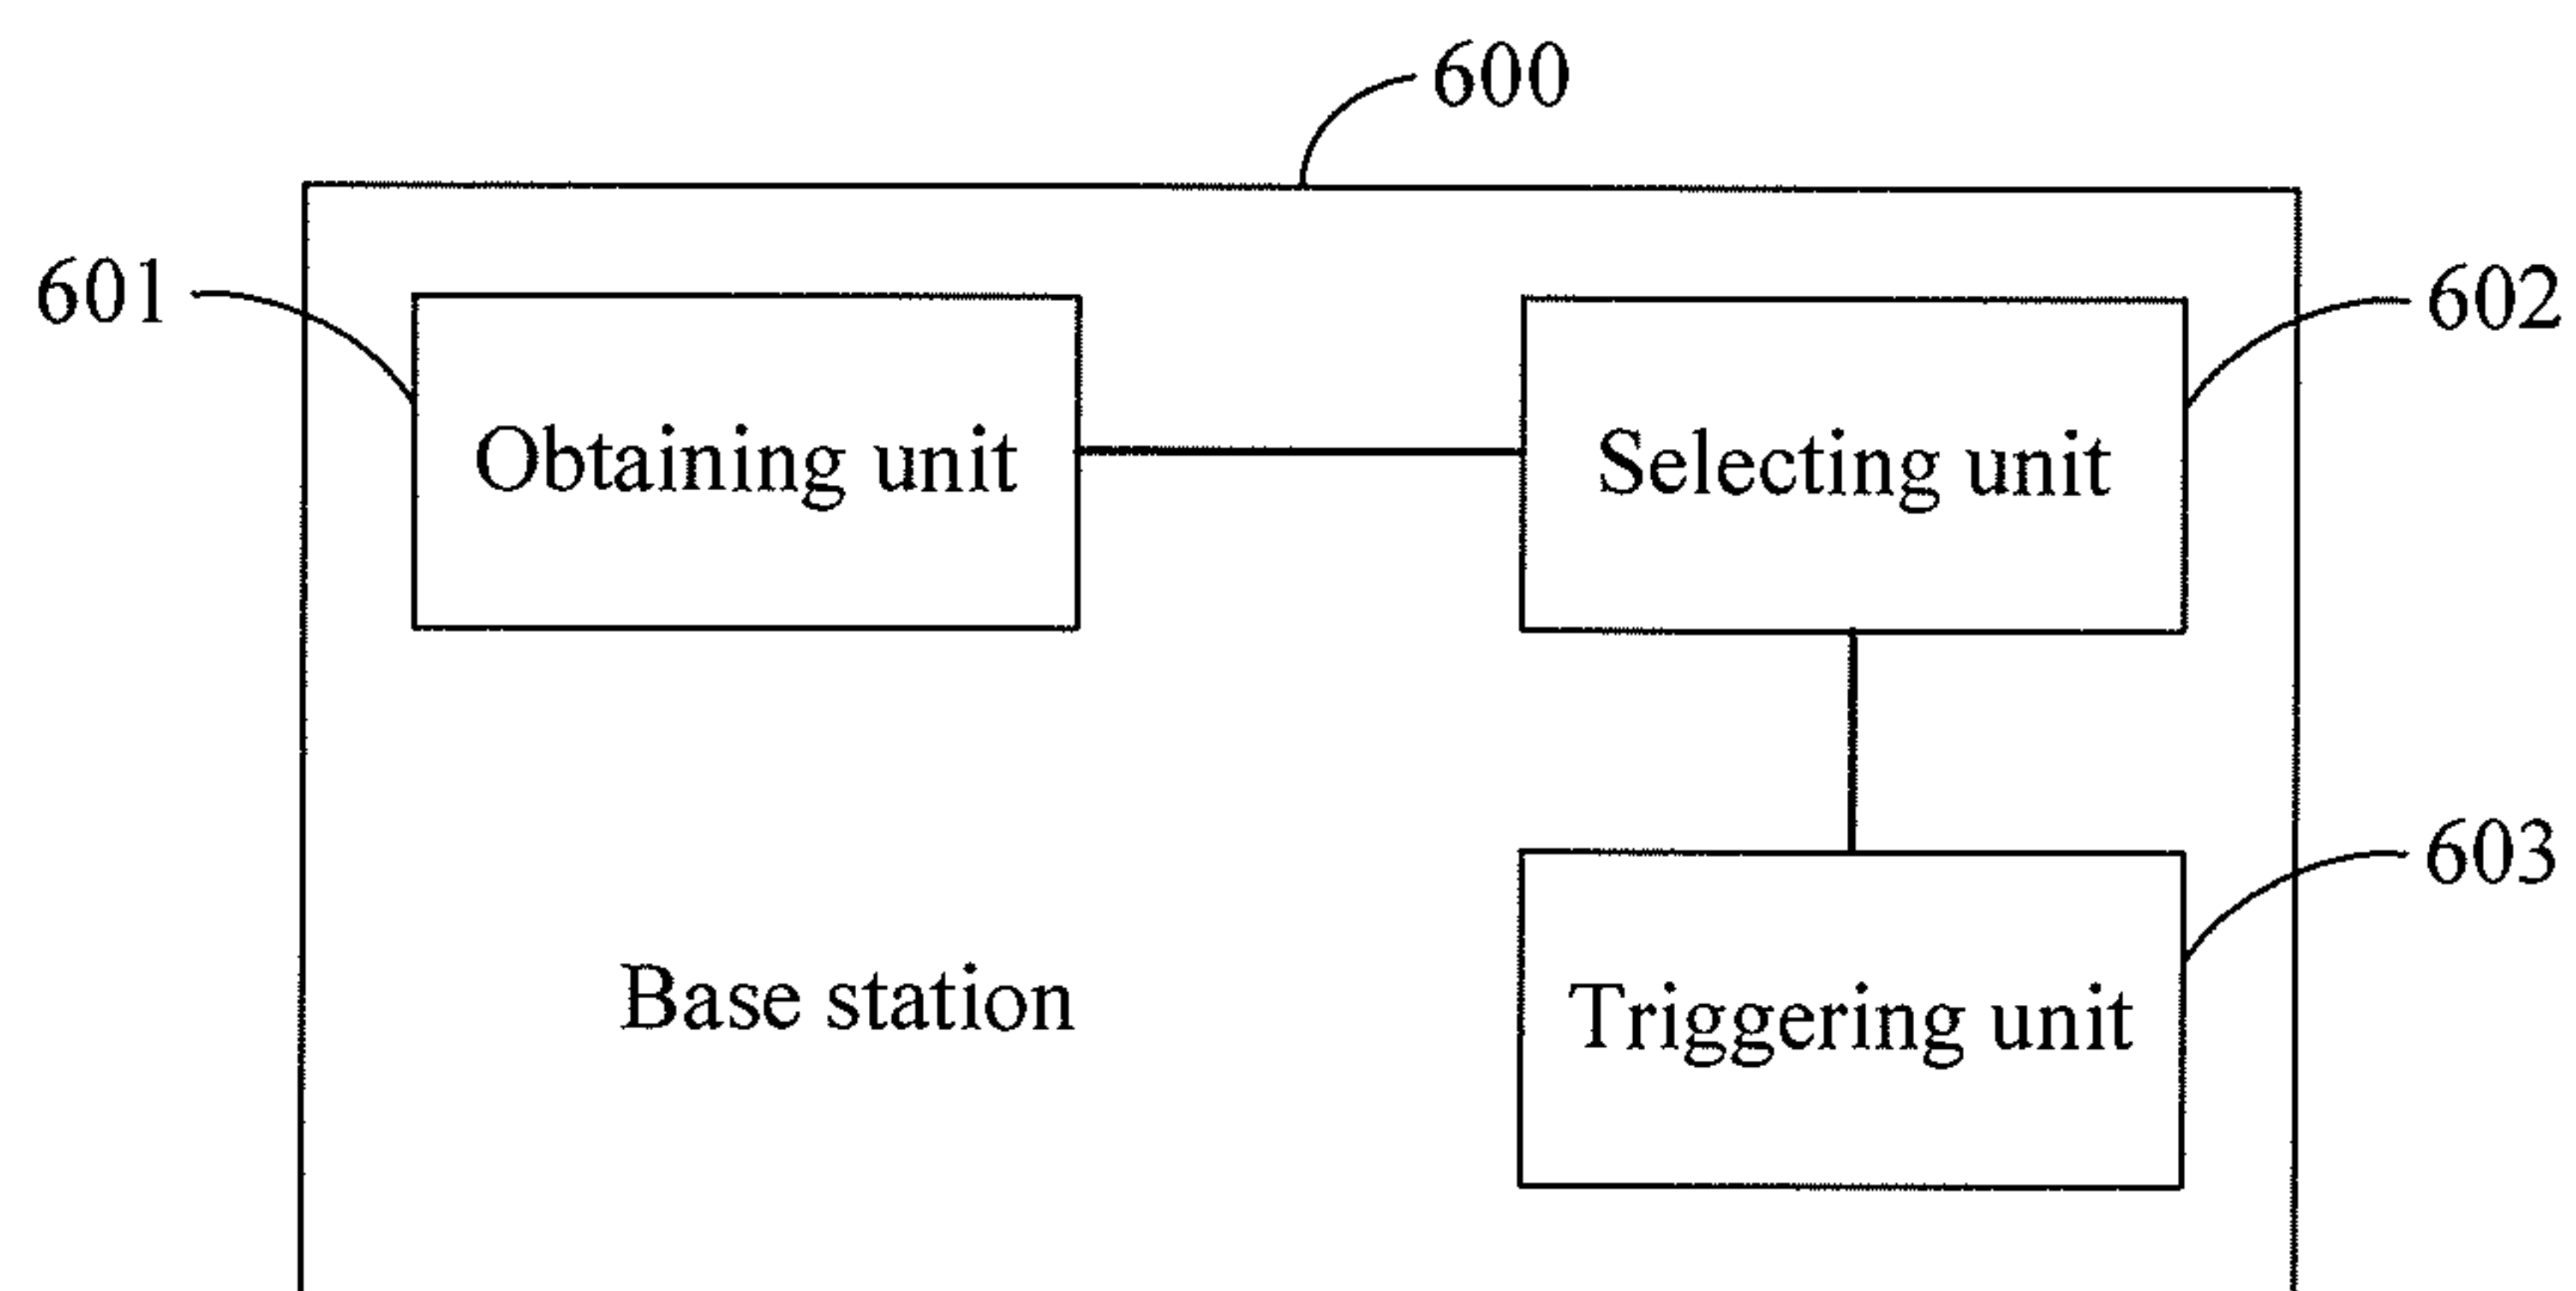 600
601
602
Obtaining unit
Selecting unit
603
Base station
Triggering unit